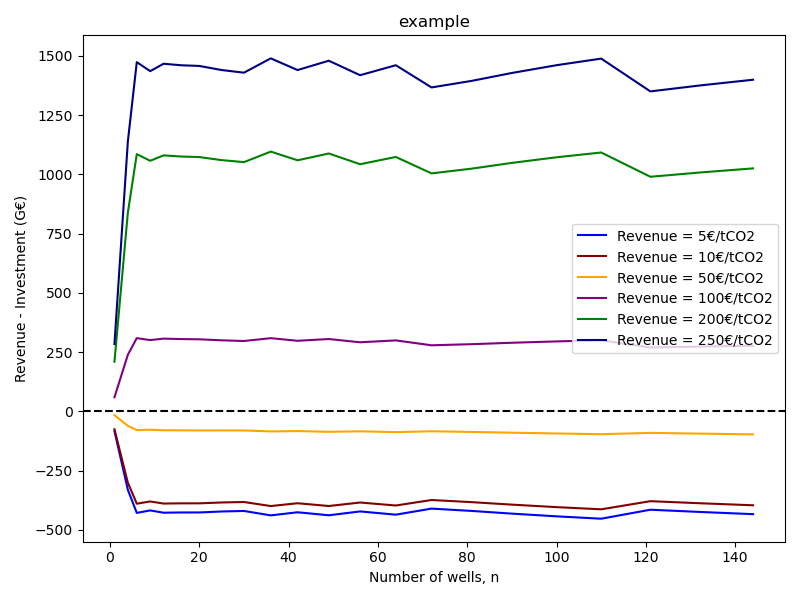 example
1500
1250
1000
750
500
250
0
−250
−500
Revenue - Investment (G€)
Revenue = 5€/tCO2
Revenue = 10€/tCO2
Revenue = 50€/tCO2
Revenue = 100€/tCO2
Revenue = 200€/tCO2
Revenue = 250€/tCO2
0 20 40 60 80 100 120 140
Number of wells, n